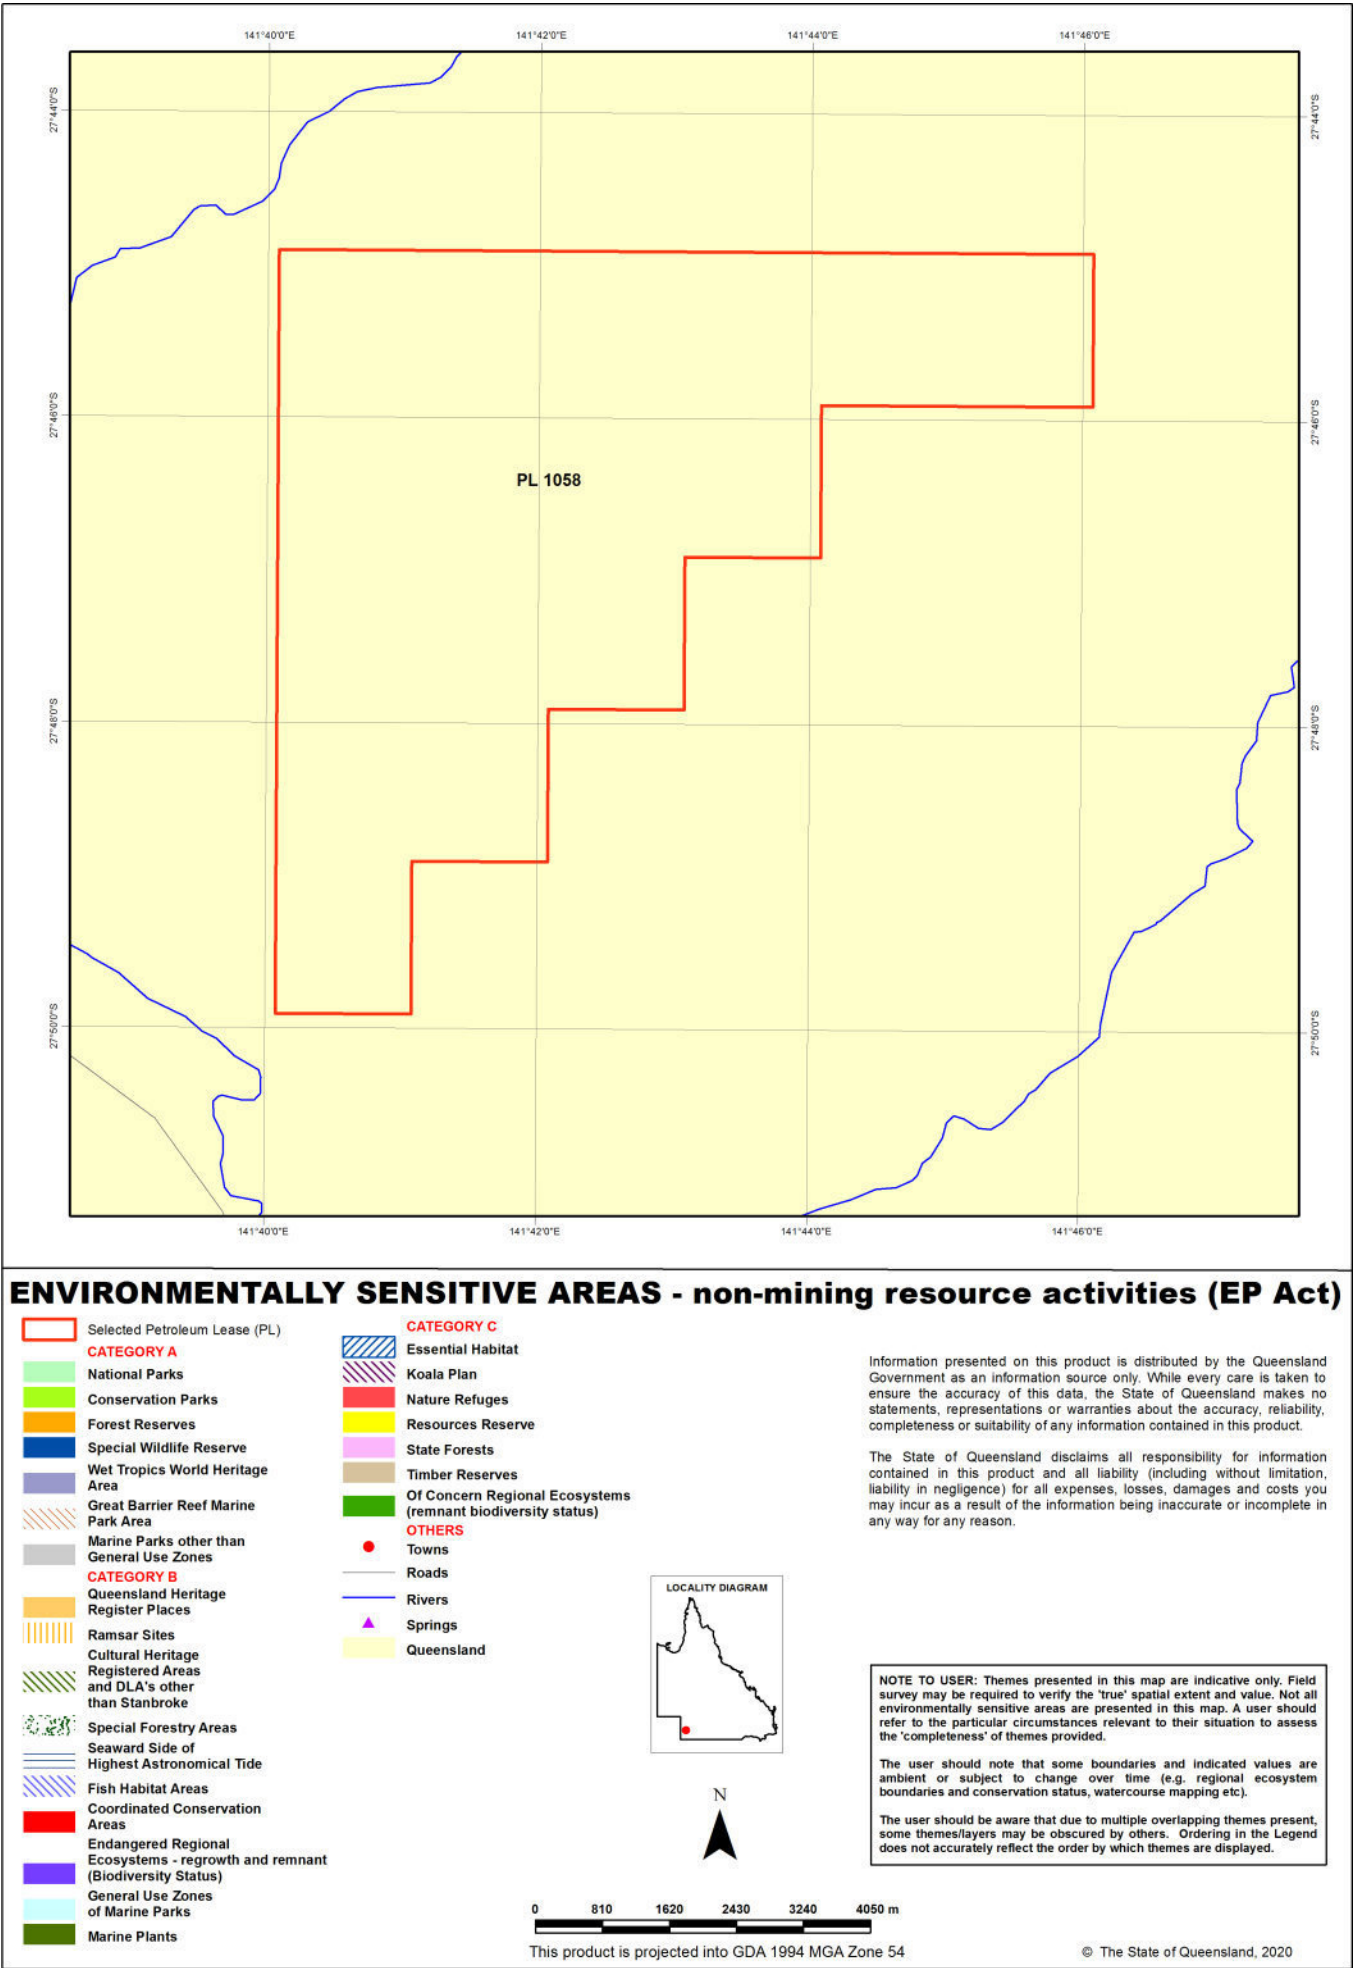 141°40'0"E
141°42'0"E
141°44'0"E
141°46'0"E
27°44'0"S
27°44'0"S
27°46'0"S
27°46'0"S
PL 1058
27°48'0"S
27°48'0"S
27°50'0"S
27°50'0"S
141°40'0"E
141°42'0"E
141°44'0"E
141°46'0"E
ENVIRONMENTALLY SENSITIVE AREAS - non-mining resource activities (EP Act)
Selected Petroleum Lease (PL)
CATEGORY A
National Parks
Conservation Parks
Forest Reserves
Special Wildlife Reserve
Wet Tropics World Heritage
Area
Great Barrier Reef Marine
Park Area
Marine Parks other than
General Use Zones
CATEGORY B
Queensland Heritage
Register Places
Ramsar Sites
Cultural Heritage
Registered Areas
and DLA's other
than Stanbroke
Special Forestry Areas
Seaward Side of
Highest Astronomical Tide
Fish Habitat Areas
Coordinated Conservation
Areas
Endangered Regional
Ecosystems - regrowth and remnant
(Biodiversity Status)
General Use Zones
of Marine Parks
Marine Plants
CATEGORY C
Essential Habitat
Koala Plan
Nature Refuges
Resources Reserve
State Forests
Timber Reserves
Of Concern Regional Ecosystems
(remnant biodiversity status)
OTHERS
Towns
Roads
Rivers
Springs
Queensland
LOCALITY DIAGRAM
N
0 810 1620 2430 3240 4050 m
This product is projected into GDA 1994 MGA Zone 54
Information presented on this product is distributed by the Queensland
Government as an information source only. While every care is taken to
ensure the accuracy of this data, the State of Queensland makes no
statements, representations or warranties about the accuracy, reliability,
completeness or suitability of any information contained in this product.
The State of Queensland disclaims all responsibility for information
contained in this product and all liability (including without limitation,
liability in negligence) for all expenses, losses, damages and costs you
may incur as a result of the information being inaccurate or incomplete in
any way for any reason.
NOTE TO USER: Themes presented in this map are indicative only. Field
survey may be required to verify the 'true' spatial extent and value. Not all
environmentally sensitive areas are presented in this map. A user should
refer to the particular circumstances relevant to their situation to assess
the 'completeness' of themes provided.
The user should note that some boundaries and indicated values are
ambient or subject to change over time (e.g. regional ecosystem
boundaries and conservation status, watercourse mapping etc).
The user should be aware that due to multiple overlapping themes present,
some themes/layers may be obscured by others. Ordering in the Legend
does not accurately reflect the order by which themes are displayed.
© The State of Queensland, 2020